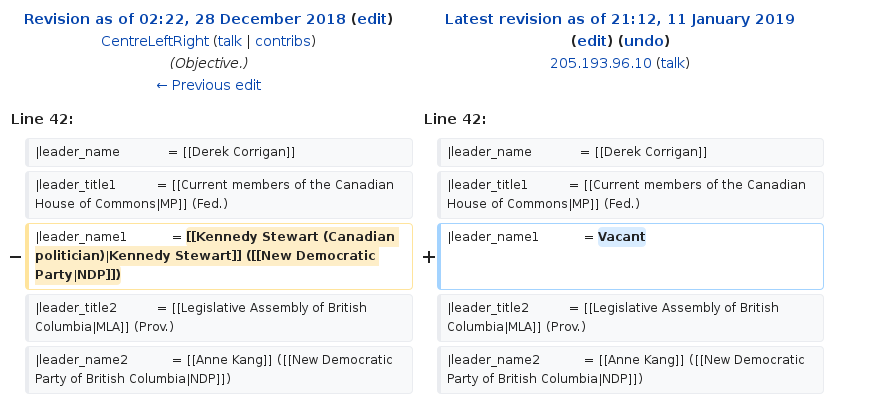 Revision as of 02:22, 28 December 2018 (edit)
CentreLeftRight (talk | contribs)
(Objective.)
← Previous edit
Latest revision as of 21:12, 11 January 2019
(edit) (undo)
205.193.96.10 (talk)
Line 42:
Line 42:
|leader_name = [[Derek Corrigan]]
|leader_name = [[Derek Corrigan]]
|leader_title1 = [[Current members of the Canadian
House of Commons|MP]] (Fed.)
|leader_title1 = [[Current members of the Canadian
House of Commons|MP]] (Fed.)
− |leader_name1 = [[Kennedy Stewart (Canadian
politician)|Kennedy Stewart]] ([[New Democratic
Party|NDP]])
+ |leader_name1 = Vacant
|leader_title2 = [[Legislative Assembly of British
Columbia|MLA]] (Prov.)
|leader_title2 = [[Legislative Assembly of British
Columbia|MLA]] (Prov.)
|leader_name2 = [[Anne Kang]] ([[New Democratic
Party of British Columbia|NDP]])
|leader_name2 = [[Anne Kang]] ([[New Democratic
Party of British Columbia|NDP]])